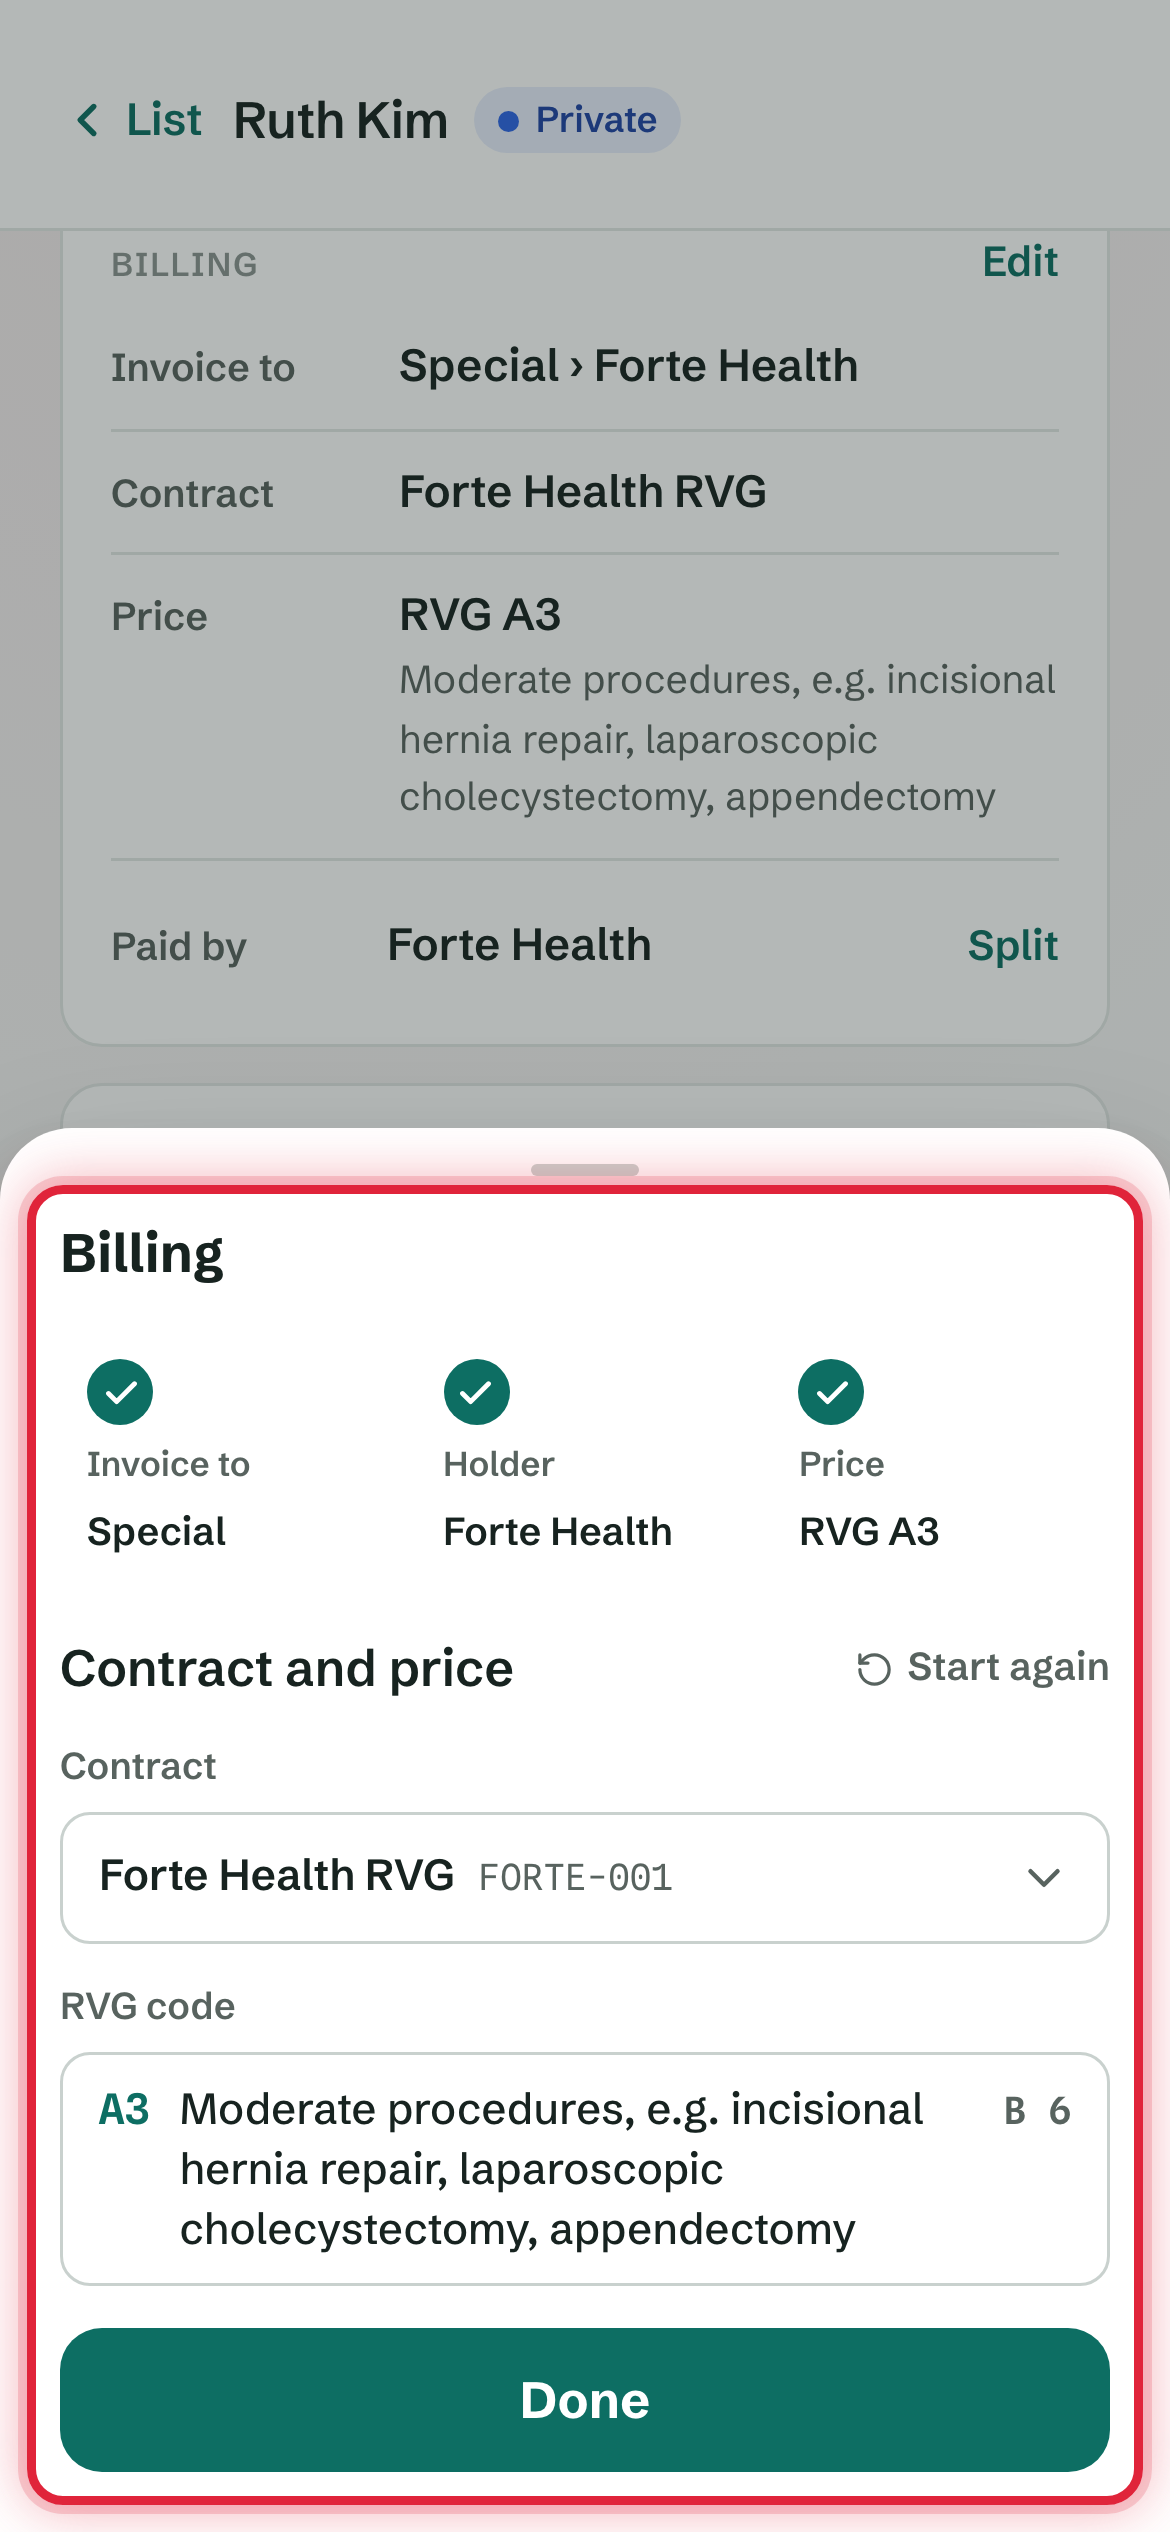 List Ruth Kim Private
BILLING Edit
Invoice to Special › Forte Health
Contract Forte Health RVG
Price RVG A3
Moderate procedures, e.g. incisional
hernia repair, laparoscopic
cholecystectomy, appendectomy
Paid by Forte Health Split
Billing
Invoice to Holder Price
Special Forte Health RVG A3
Contract and price Start again
Contract
Forte Health RVG FORTE-001
RVG code
A3 Moderate procedures, e.g. incisional B 6
hernia repair, laparoscopic
cholecystectomy, appendectomy
Done